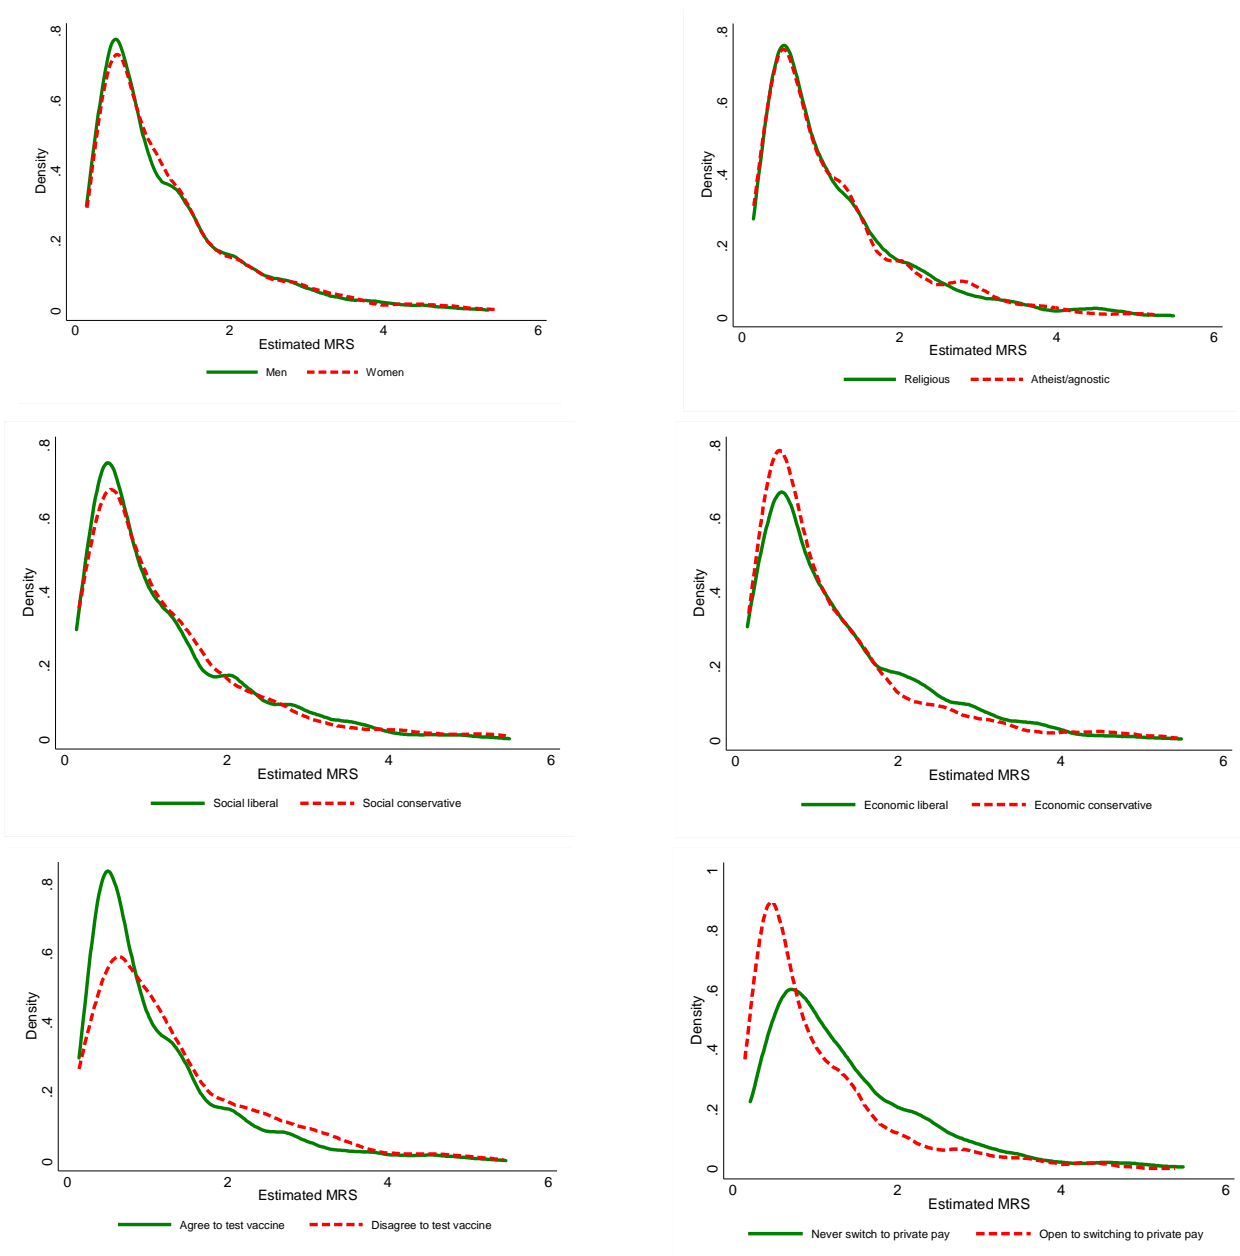 .8
.6
.4
.2
0
Density
0 2 4 6
Estimated MRS
Men Women
.8
.6
.4
.2
0
Density
0 2 4 6
Estimated MRS
Religious Atheist/agnostic
.8
.6
.4
.2
0
Density
0 2 4 6
Estimated MRS
Social liberal Social conservative
.8
.6
.4
.2
0
Density
0 2 4 6
Estimated MRS
Economic liberal Economic conservative
.8
.6
.4
.2
0
Density
0 2 4 6
Estimated MRS
Agree to test vaccine Disagree to test vaccine
1
.8
.6
.4
.2
0
Density
0 2 4 6
Estimated MRS
Never switch to private pay Open to switching to private pay